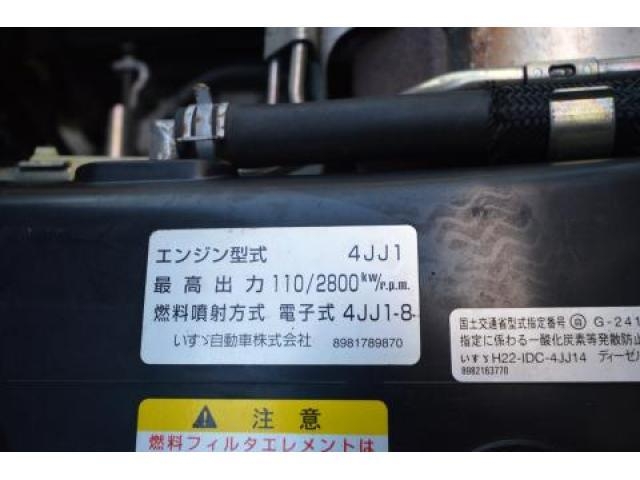 エンジン型式 4JJ1
最高出力 110/2800kw/r.p.m.
燃料噴射方式 電子式 4JJ1-8
いすゞ自動車株式会社 8981789870
国土交通省型式指定番号 G-241
指定に係わる一酸化炭素等発散防止
いすゞ H22-IDC-4JJ14 ディーゼル
8982163770
注意
燃料フィルタエレメントは